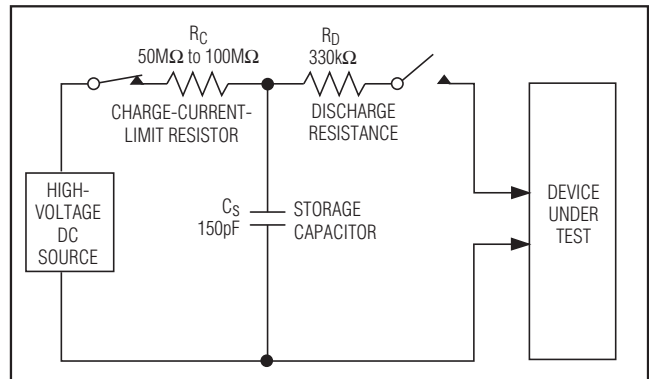 R_C
50MΩ to 100MΩ
CHARGE-CURRENT-
LIMIT RESISTOR
R_D
330kΩ
DISCHARGE
RESISTANCE
HIGH-
VOLTAGE
DC
SOURCE
C_S
150pF
STORAGE
CAPACITOR
DEVICE
UNDER
TEST